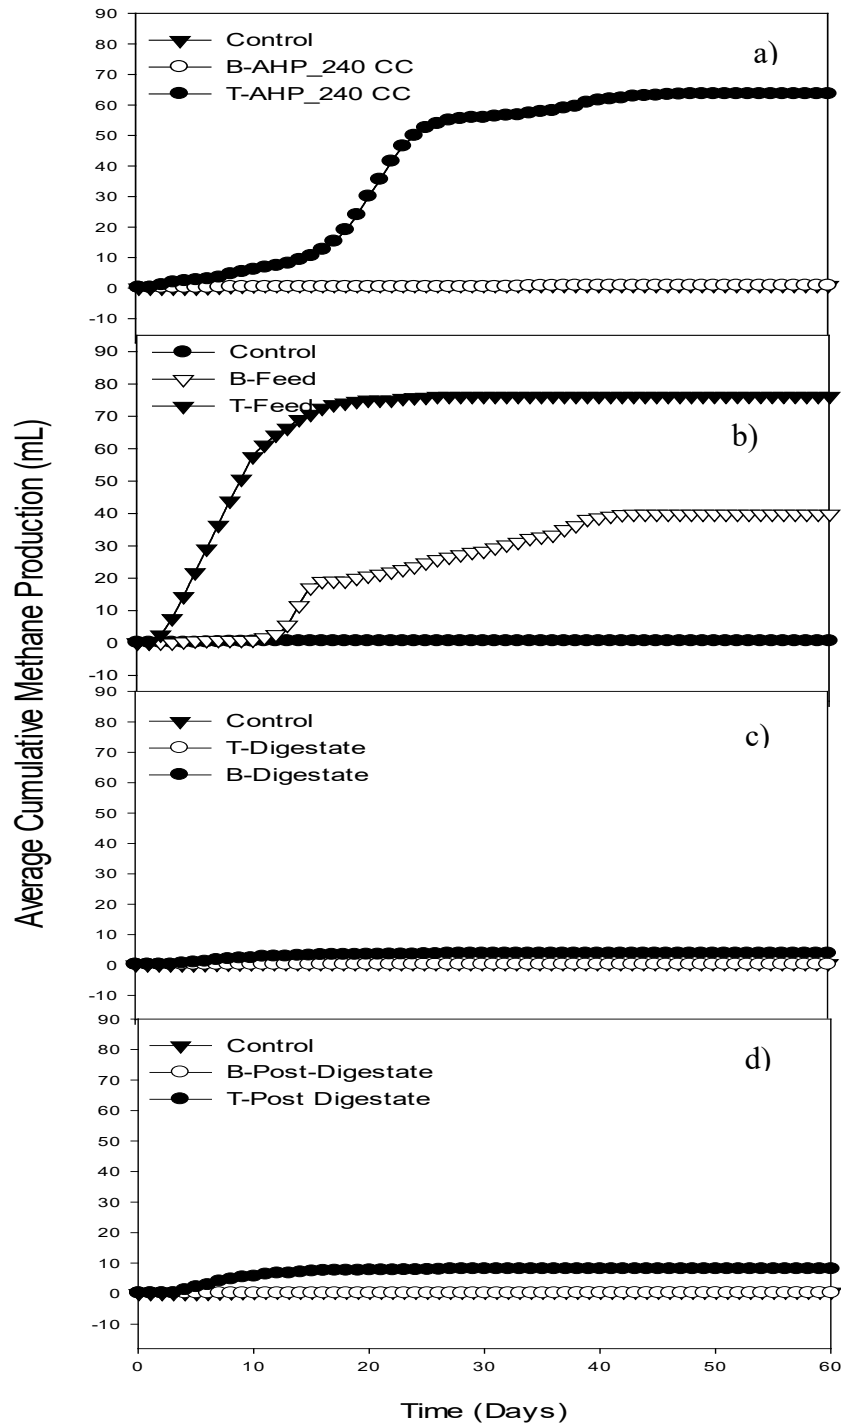 Average Cumulative Methane Production (mL)
90
80
70
60
50
40
30
20
10
0
-10
Control
B-AHP_240 CC
T-AHP_240 CC
a)
90
80
70
60
50
40
30
20
10
0
-10
Control
B-Feed
T-Feed
b)
90
80
70
60
50
40
30
20
10
0
-10
Control
T-Digestate
B-Digestate
c)
90
80
70
60
50
40
30
20
10
0
-10
Control
B-Post-Digestate
T-Post Digestate
d)
0 10 20 30 40 50 60
Time (Days)